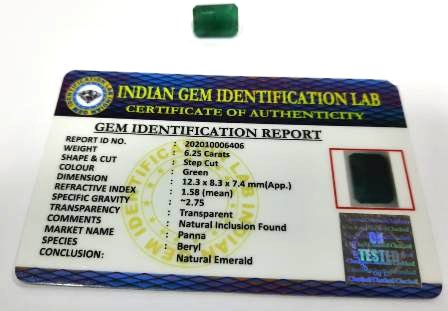 INDIAN GEM IDENTIFICATION LAB
CERTIFICATE OF AUTHENTICITY
GEM IDENTIFICATION REPORT
REPORT ID NO. : 202010006406
WEIGHT : 6.25 Carats
SHAPE & CUT : Step Cut
COLOUR : Green
DIMENSION : 12.3 x 8.3 x 7.4 mm(App.)
REFRACTIVE INDEX : 1.58 (mean)
SPECIFIC GRAVITY : ~2.75
TRANSPARENCY : Transparent
COMMENTS : Natural Inclusion Found
MARKET NAME : Panna
SPECIES : Beryl
CONCLUSION: Natural Emerald
TESTED